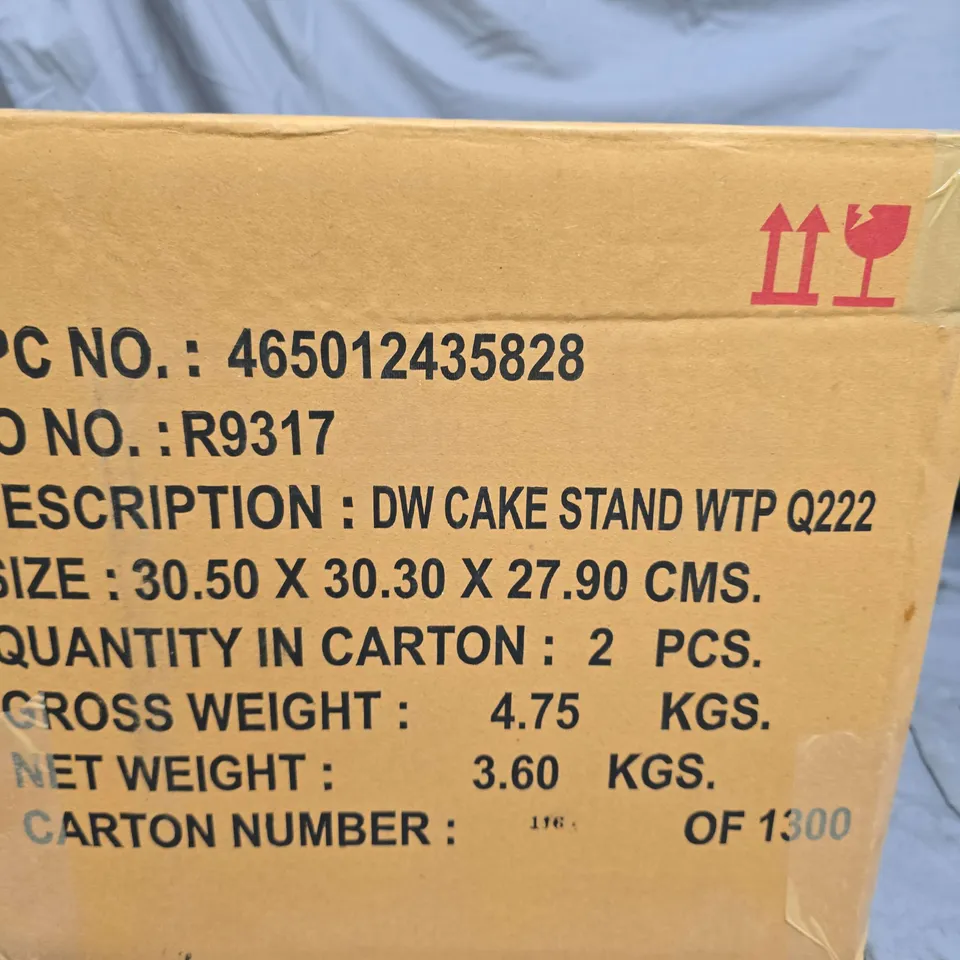 PC NO. : 465012435828
O NO. : R9317
ESCRIPTION : DW CAKE STAND WTP Q222
SIZE : 30.50 X 30.30 X 27.90 CMS.
QUANTITY IN CARTON : 2 PCS.
GROSS WEIGHT : 4.75 KGS.
NET WEIGHT : 3.60 KGS.
CARTON NUMBER : 116 OF 1300